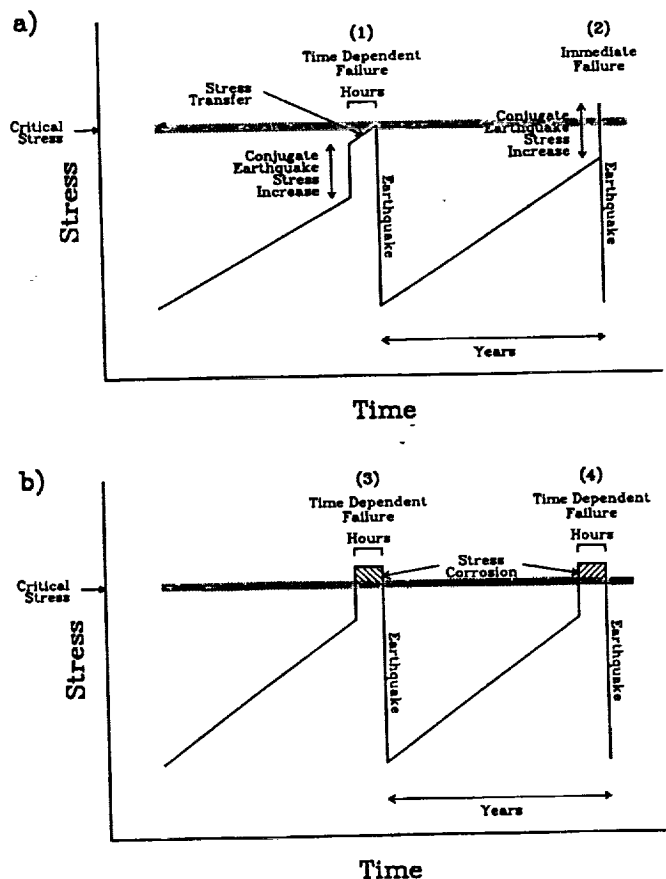 a)
(1)
Time Dependent
Failure
Hours
Stress
Transfer
(2)
Immediate
Failure
Critical
Stress
Conjugate
Earthquake
Stress
Increase
Conjugate
Earthquake
Stress
Increase
Earthquake
Earthquake
Stress
Years
Time
b)
(3)
Time Dependent
Failure
Hours
(4)
Time Dependent
Failure
Hours
Stress
Corrosion
Critical
Stress
Earthquake
Earthquake
Stress
Years
Time